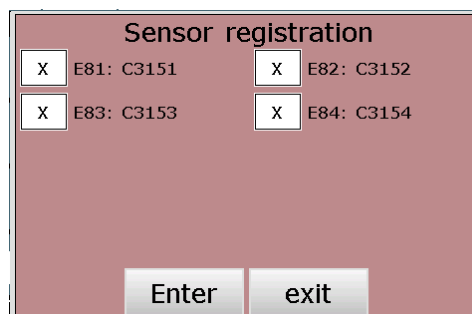 Sensor registration
X E81: C3151 X E82: C3152
X E83: C3153 X E84: C3154
Enter exit